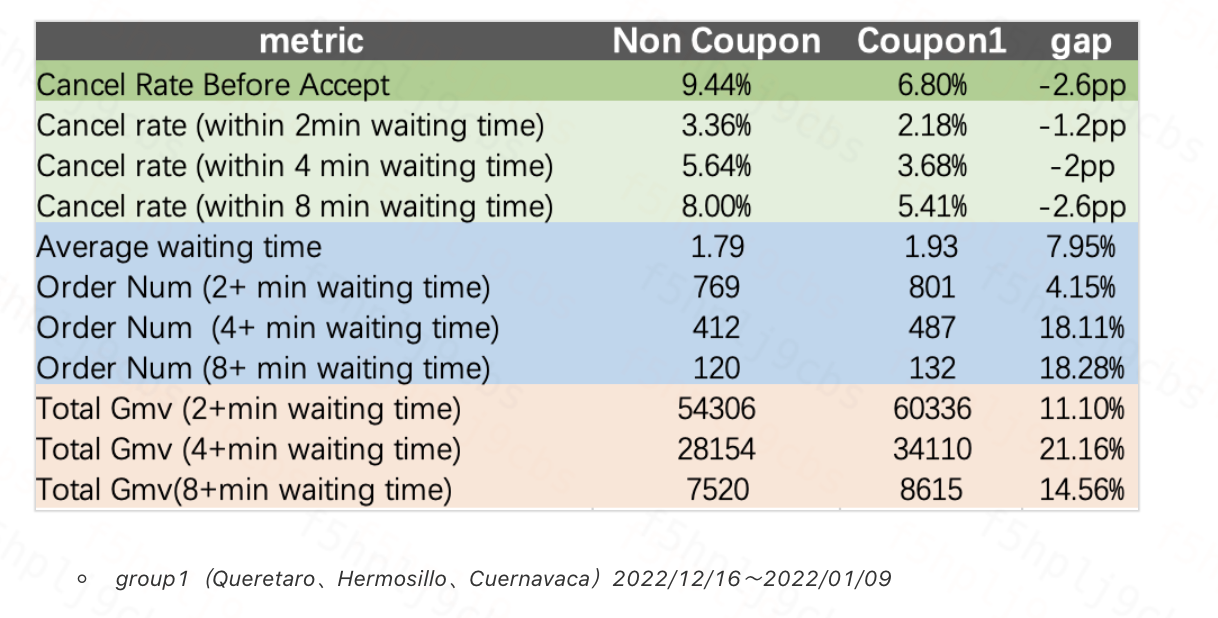 metric Non Coupon Coupon1 gap
Cancel Rate Before Accept 9.44% 6.80% -2.6pp
Cancel rate (within 2min waiting time) 3.36% 2.18% -1.2pp
Cancel rate (within 4 min waiting time) 5.64% 3.68% -2pp
Cancel rate (within 8 min waiting time) 8.00% 5.41% -2.6pp
Average waiting time 1.79 1.93 7.95%
Order Num (2+ min waiting time) 769 801 4.15%
Order Num (4+ min waiting time) 412 487 18.11%
Order Num (8+ min waiting time) 120 132 18.28%
Total Gmv (2+min waiting time) 54306 60336 11.10%
Total Gmv (4+min waiting time) 28154 34110 21.16%
Total Gmv(8+min waiting time) 7520 8615 14.56%
group1（Queretaro、Hermosillo、Cuernavaca）2022/12/16～2022/01/09